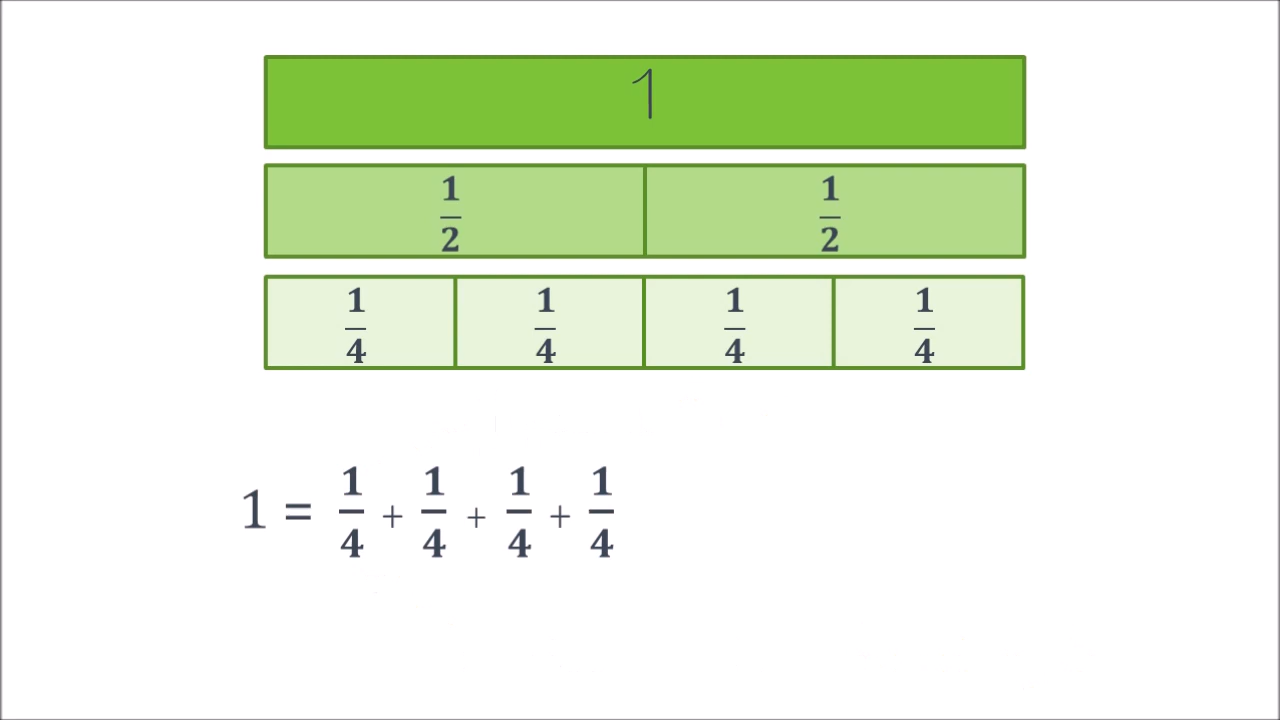 1
1/2 1/2
1/4 1/4 1/4 1/4
1 = 1/4 + 1/4 + 1/4 + 1/4